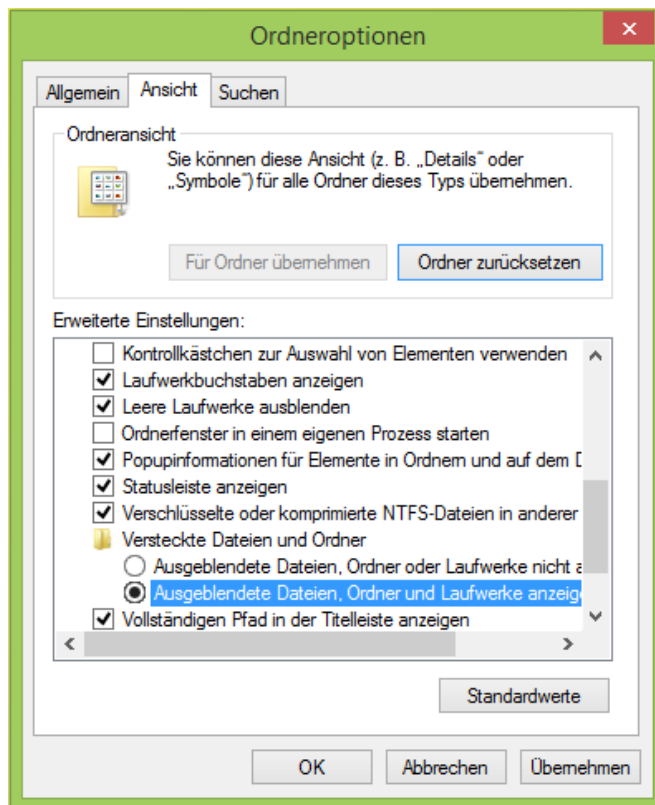 Ordneroptionen
Allgemein
Ansicht
Suchen
Ordneransicht
Sie können diese Ansicht (z. B. „Details“ oder
„Symbole“) für alle Ordner dieses Typs übernehmen.
Für Ordner übernehmen
Ordner zurücksetzen
Erweiterte Einstellungen:
Kontrollkästchen zur Auswahl von Elementen verwenden
Laufwerkbuchstaben anzeigen
Leere Laufwerke ausblenden
Ordnerfenster in einem eigenen Prozess starten
Popupinformationen für Elemente in Ordnern und auf dem
Statusleiste anzeigen
Verschlüsselte oder komprimierte NTFS-Dateien in anderer
Versteckte Dateien und Ordner
Ausgeblendete Dateien, Ordner oder Laufwerke nicht a
Ausgeblendete Dateien, Ordner und Laufwerke anzeig
Vollständigen Pfad in der Titelleiste anzeigen
Standardwerte
OK
Abbrechen
Übernehmen